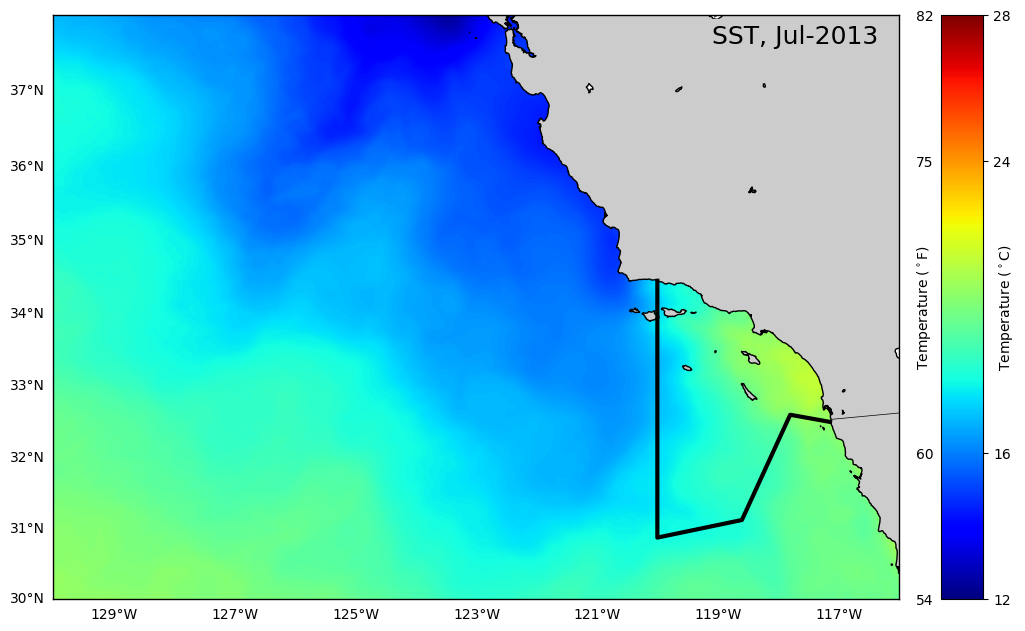 SST, Jul-2013
37°N
36°N
35°N
34°N
33°N
32°N
31°N
30°N
129°W
127°W
125°W
123°W
121°W
119°W
117°W
82
75
60
54
Temperature (°F)
28
24
16
12
Temperature (°C)